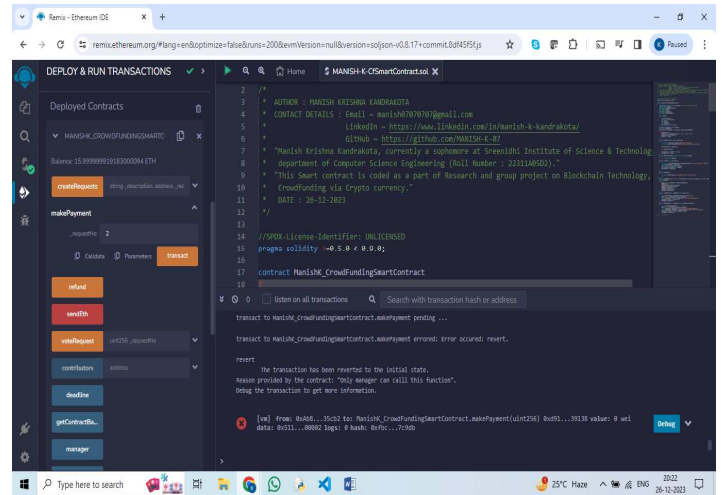 Remix - Ethereum IDE
remix.ethereum.org/#lang=en&optimize=false&runs=200&evmVersion=null&version=soljson-v0.8.17+commit.8df45f5f.js
Paused
DEPLOY & RUN TRANSACTIONS
Home
MANISH-K-CfSmartContract.sol
Deployed Contracts
MANISHK_CROWDFUNDINGSMARTC
Balance: 15.999999919183000094 ETH
createRequests
string _description, address _rec
makePayment
_requestNo:
2
Calldata
Parameters
transact
refund
sendEth
voteRequest
uint256 _requestNo
contributors
address
deadline
getContractBa...
manager
2 /*
3 * AUTHOR : MANISH KRISHNA KANDRAKOTA
4 * CONTACT DETAILS : Email ~ manish07070707@gmail.com
5 * LinkedIn ~ https://www.linkedin.com/in/manish-k-kandrakota/
6 * GitHub ~ https://github.com/MANISH-K-07
7 * "Manish Krishna Kandrakota, currently a sophomore at Sreenidhi Institute of Science & Technolog
8 * department of Computer Science Engineering (Roll Number : 22311A05D2)."
9 * "This Smart contract is coded as a part of Research and group project on Blockchain Technology,
10 * Crowdfunding via Crypto currency."
11 * DATE : 26-12-2023
12 */
13
14 //SPDX-License-Identifier: UNLICENSED
15 pragma solidity >=0.5.0 < 0.9.0;
16
17 contract ManishK_CrowdFundingSmartContract
18
0
listen on all transactions
Search with transaction hash or address
transact to ManishK_CrowdFundingSmartContract.makePayment pending ...
transact to ManishK_CrowdFundingSmartContract.makePayment errored: Error occured: revert.
revert
The transaction has been reverted to the initial state.
Reason provided by the contract: "Only manager can calll this function".
Debug the transaction to get more information.
[vm] from: 0xAb8...35cb2 to: ManishK_CrowdFundingSmartContract.makePayment(uint256) 0xd91...39138 value: 0 wei
data: 0x511...00002 logs: 0 hash: 0xfbc...7c9db
Debug
>
Type here to search
25°C Haze
ENG
20:22
26-12-2023